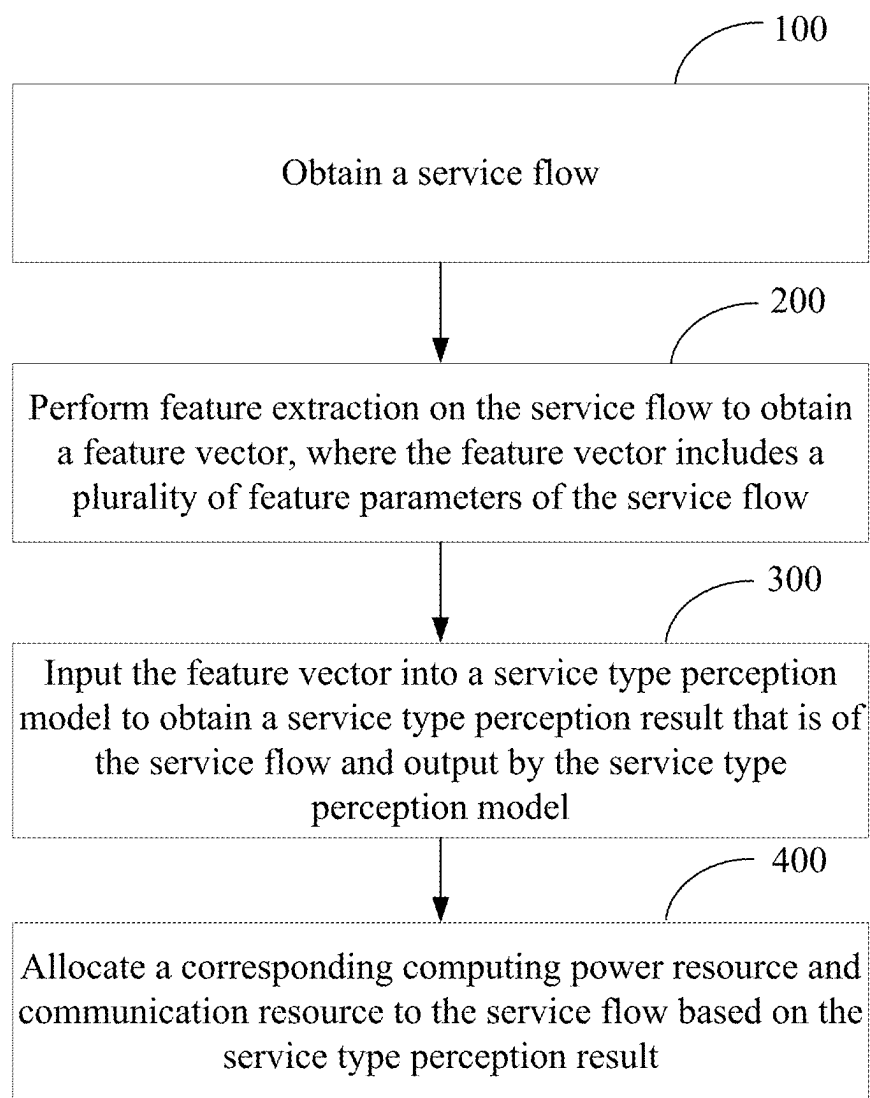 100
Obtain a service flow
200
Perform feature extraction on the service flow to obtain
a feature vector, where the feature vector includes a
plurality of feature parameters of the service flow
300
Input the feature vector into a service type perception
model to obtain a service type perception result that is of
the service flow and output by the service type
perception model
400
Allocate a corresponding computing power resource and
communication resource to the service flow based on the
service type perception result